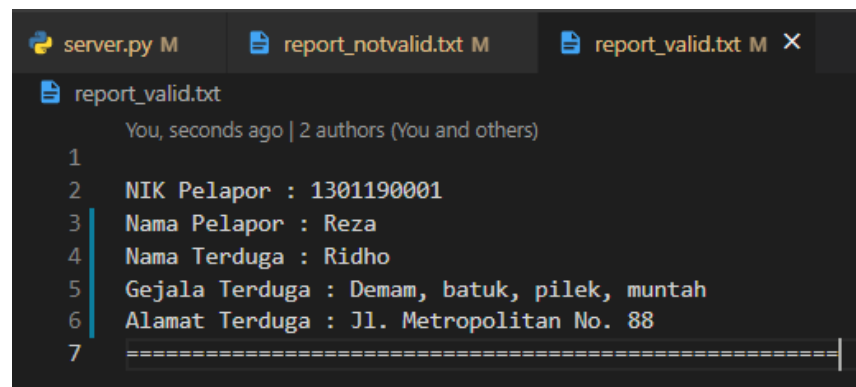 server.py M report_notvalid.txt M report_valid.txt M ×
report_valid.txt
You, seconds ago | 2 authors (You and others)
1
2 NIK Pelapor : 1301190001
3 Nama Pelapor : Reza
4 Nama Terduga : Ridho
5 Gejala Terduga : Demam, batuk, pilek, muntah
6 Alamat Terduga : Jl. Metropolitan No. 88
7 ======================================================